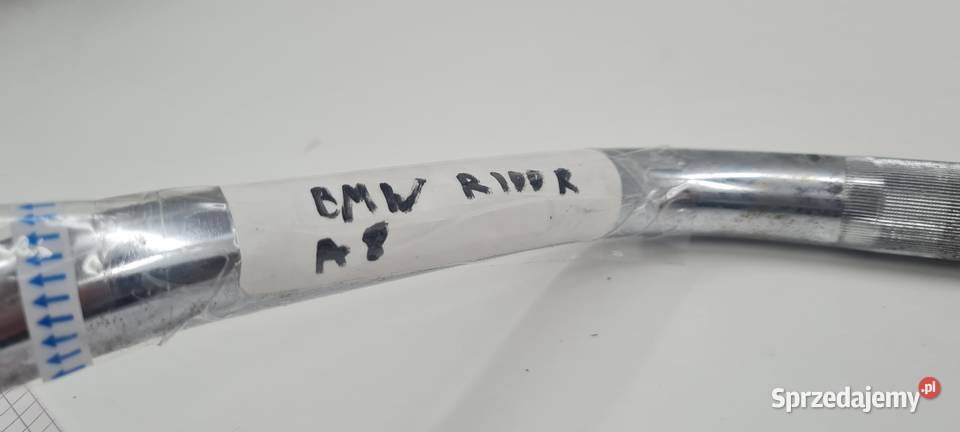 BMW R100R
A8
Sprzedajemy.pl